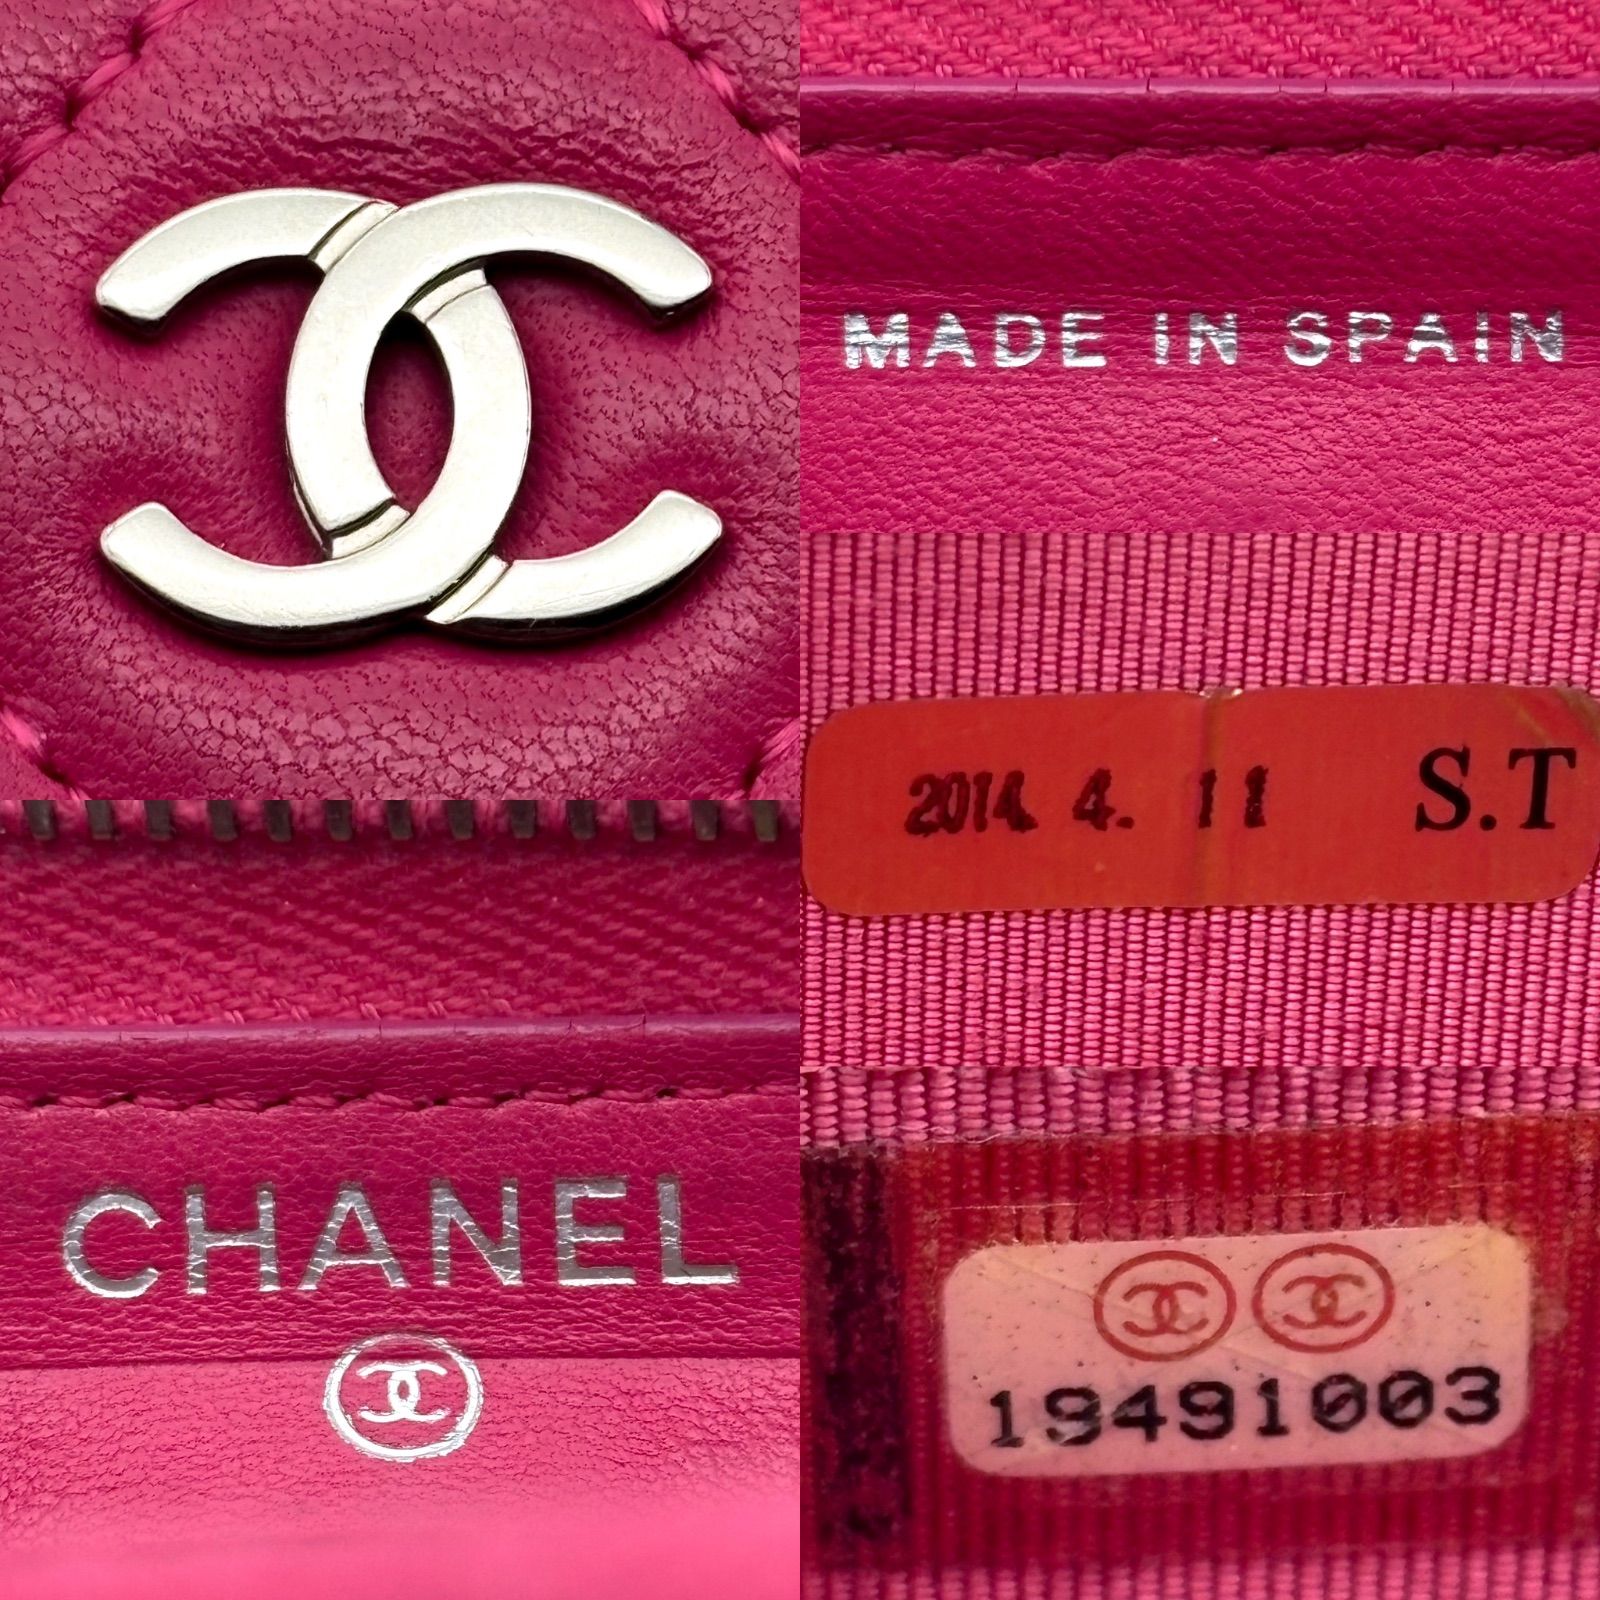 MADE IN SPAIN
2014. 4. 11 S.T
CHANEL
19491003